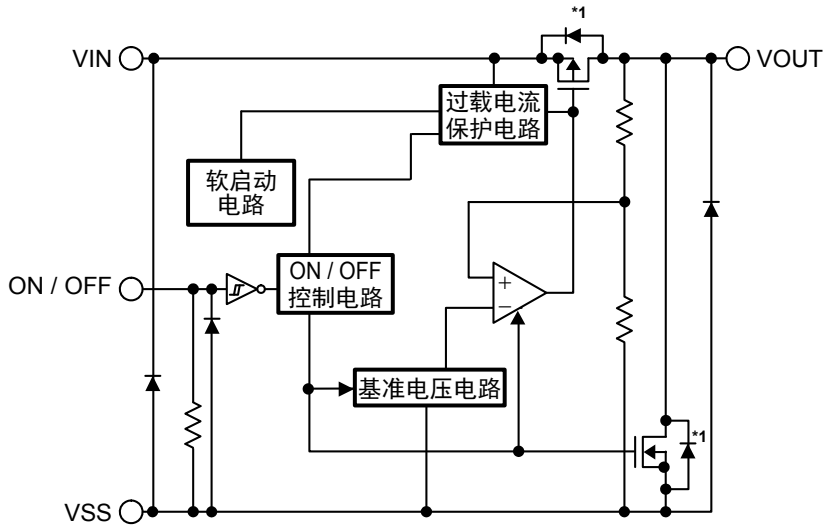 *1
VIN
VOUT
过载电流
保护电路
软启动
电路
ON / OFF
ON / OFF
控制电路
+
−
基准电压电路
*1
VSS